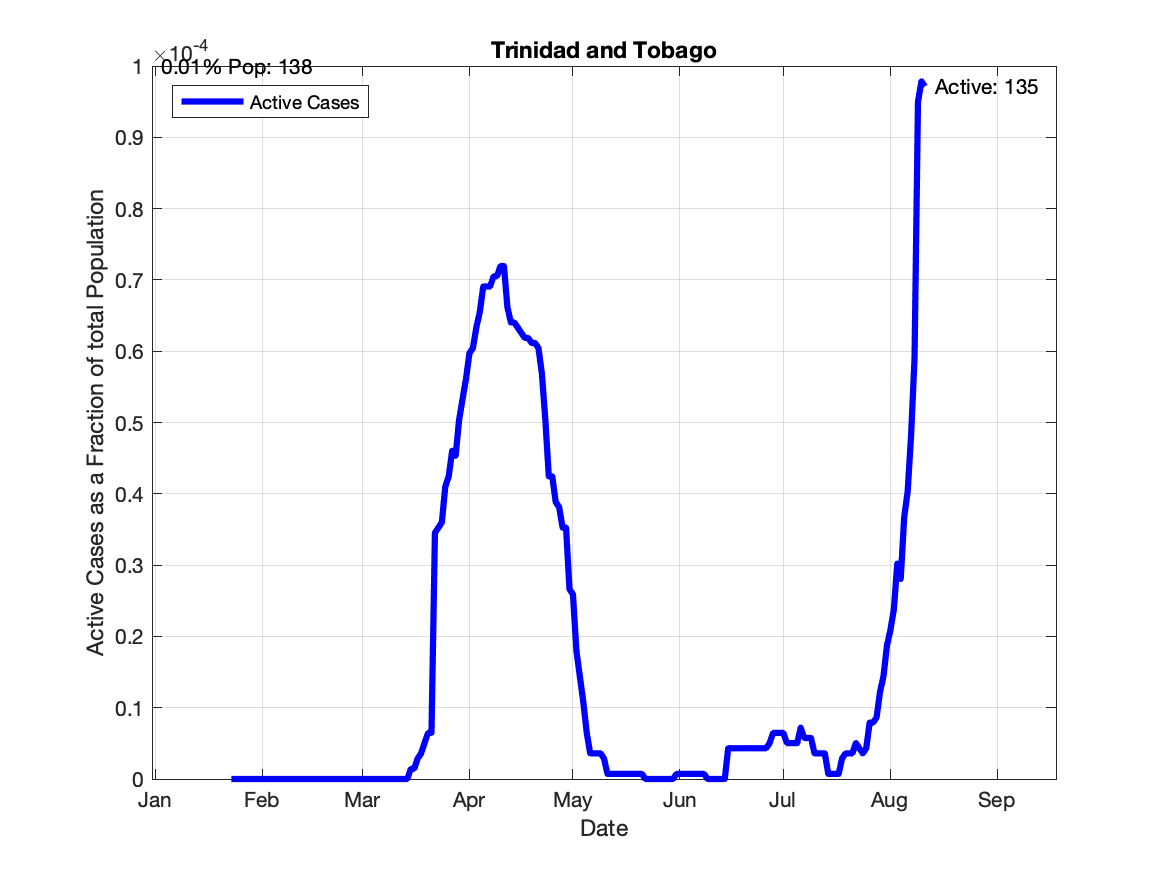 Trinidad and Tobago
×10-4
0.01% Pop: 138
Active Cases
Active: 135
Active Cases as a Fraction of total Population
1
0.9
0.8
0.7
0.6
0.5
0.4
0.3
0.2
0.1
0
Jan Feb Mar Apr May Jun Jul Aug Sep
Date